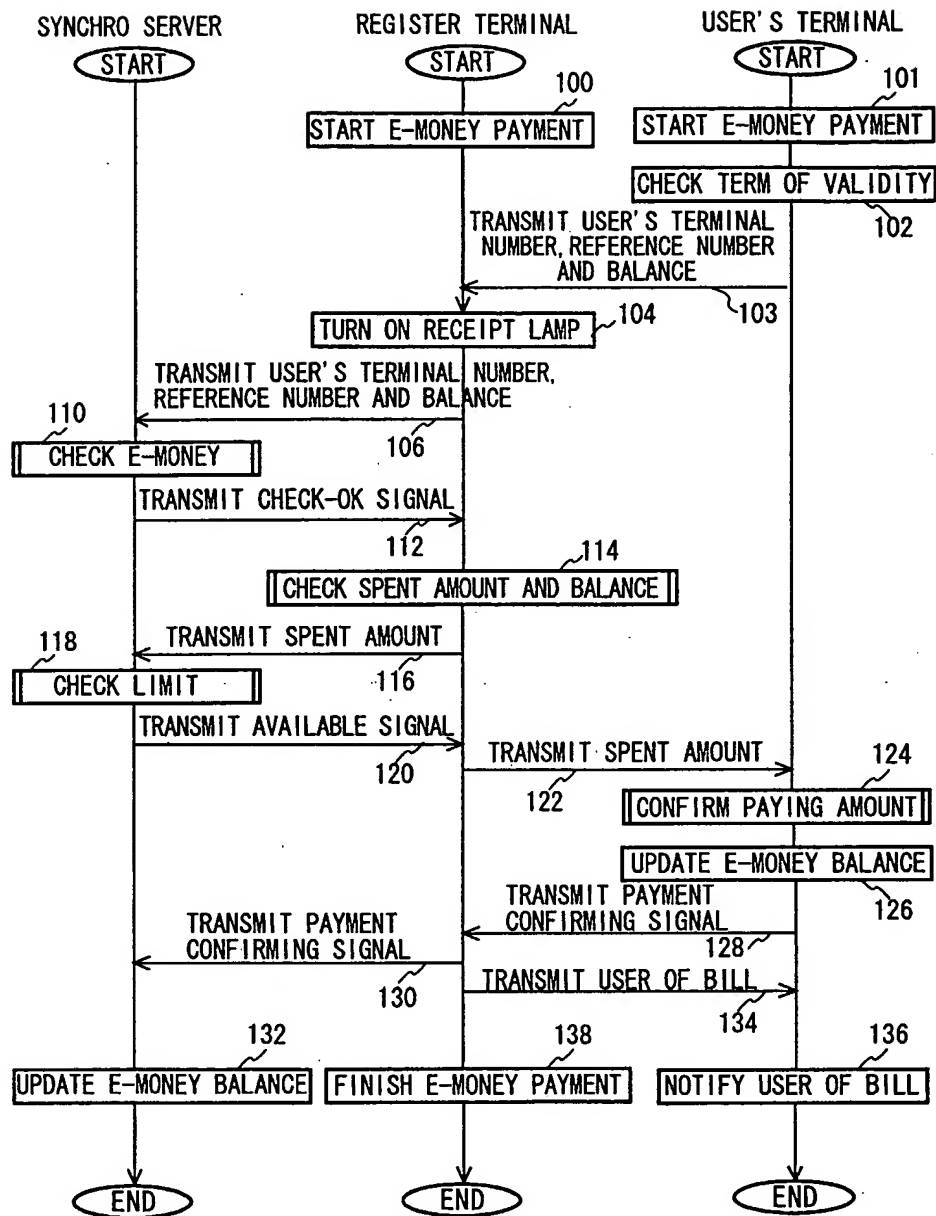 SYNCHRO SERVER
REGISTER TERMINAL
USER'S TERMINAL
START
START
START
100
101
START E-MONEY PAYMENT
START E-MONEY PAYMENT
CHECK TERM OF VALIDITY
102
TRANSMIT USER'S TERMINAL
NUMBER, REFERENCE NUMBER
AND BALANCE
103
TURN ON RECEIPT LAMP
104
TRANSMIT USER'S TERMINAL NUMBER,
REFERENCE NUMBER AND BALANCE
106
110
CHECK E-MONEY
TRANSMIT CHECK-OK SIGNAL
112
114
CHECK SPENT AMOUNT AND BALANCE
TRANSMIT SPENT AMOUNT
116
118
CHECK LIMIT
TRANSMIT AVAILABLE SIGNAL
120
TRANSMIT SPENT AMOUNT
122
124
CONFIRM PAYING AMOUNT
UPDATE E-MONEY BALANCE
126
TRANSMIT PAYMENT
CONFIRMING SIGNAL
128
TRANSMIT PAYMENT
CONFIRMING SIGNAL
130
TRANSMIT USER OF BILL
134
132
138
136
UPDATE E-MONEY BALANCE
FINISH E-MONEY PAYMENT
NOTIFY USER OF BILL
END
END
END